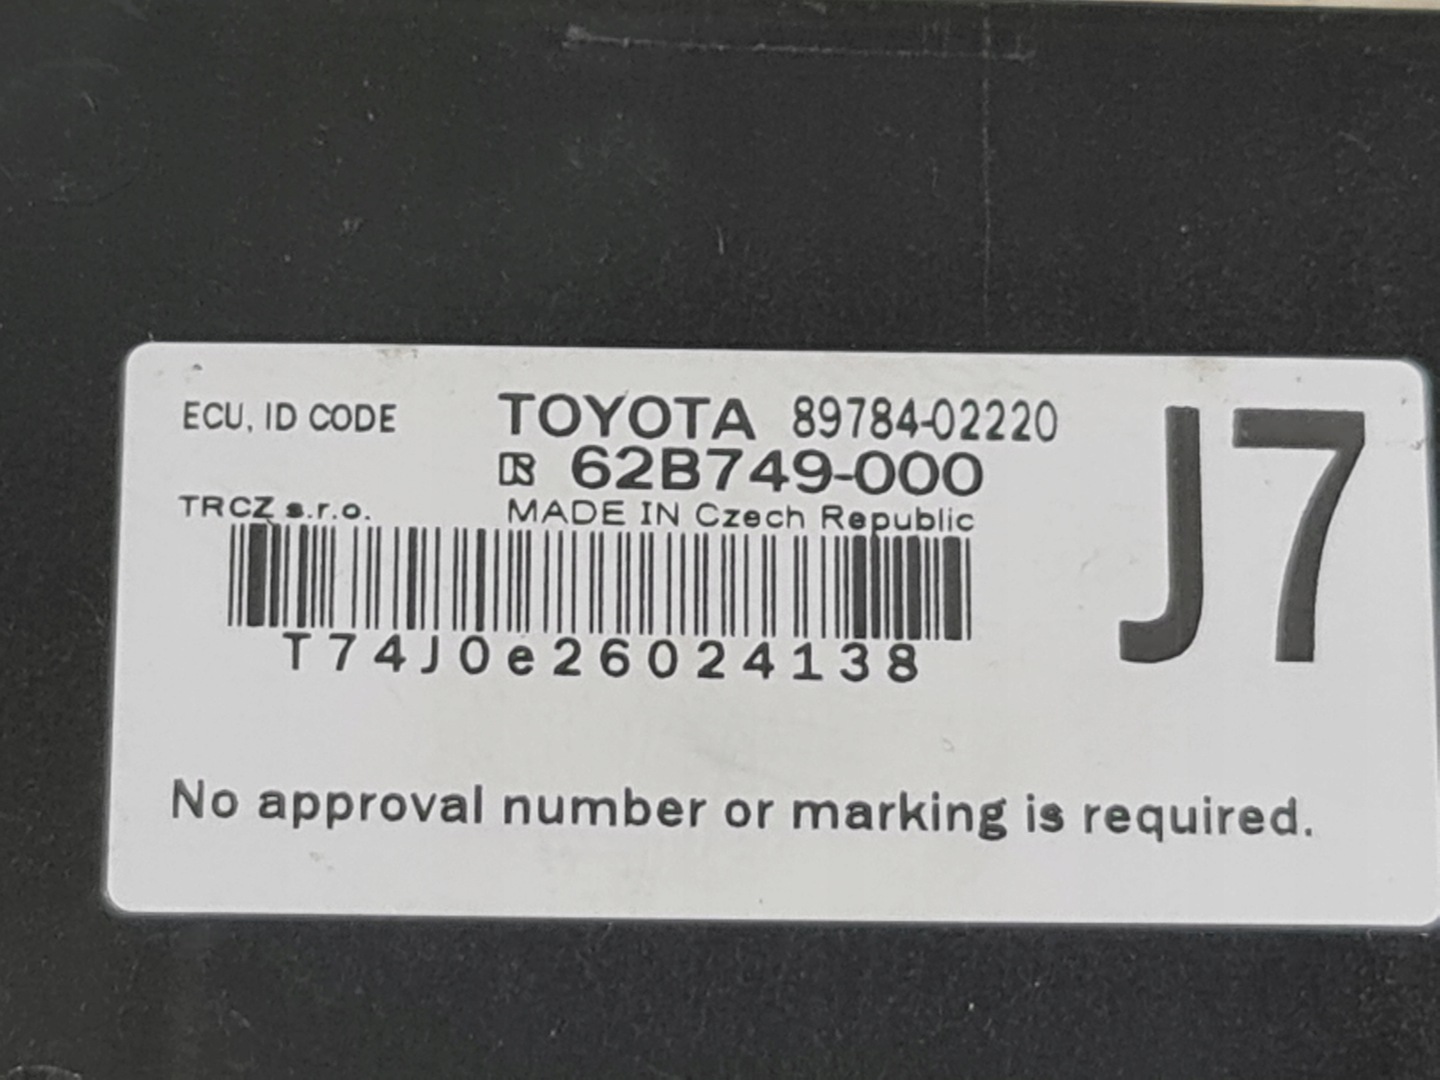 ECU, ID CODE TOYOTA 89784-02220
62B749-000
TRCZ s.r.o. MADE IN Czech Republic
T74J0e26024138
J7
No approval number or marking is required.